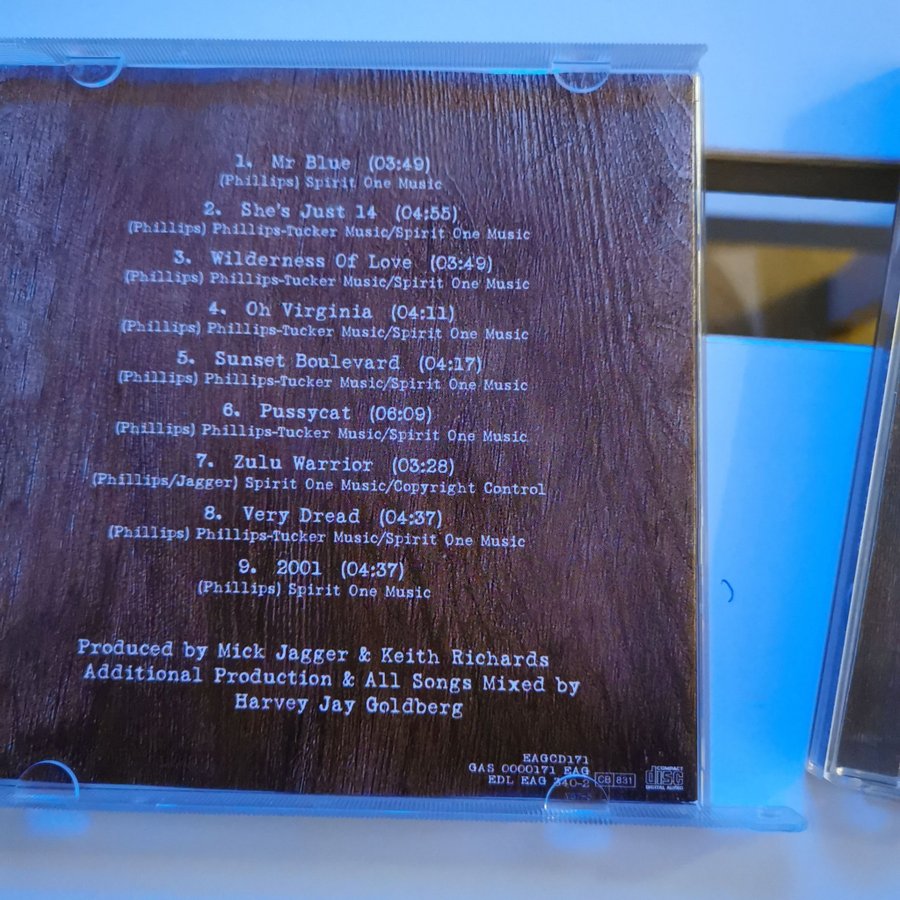 1. Mr Blue (03:49)
(Phillips) Spirit One Music
2. She's Just 14 (04:55)
(Phillips) Phillips-Tucker Music/Spirit One Music
3. Wilderness Of Love (03:49)
(Phillips) Phillips-Tucker Music/Spirit One Music
4. Oh Virginia (04:11)
(Phillips) Phillips-Tucker Music/Spirit One Music
5. Sunset Boulevard (04:17)
(Phillips) Phillips-Tucker Music/Spirit One Music
6. Pussycat (06:09)
(Phillips) Phillips-Tucker Music/Spirit One Music
7. Zulu Warrior (03:28)
(Phillips/Jagger) Spirit One Music/Copyright Control
8. Very Dread (04:37)
(Phillips) Phillips-Tucker Music/Spirit One Music
9. 2001 (04:37)
(Phillips) Spirit One Music
Produced by Mick Jagger & Keith Richards
Additional Production & All Songs Mixed by
Harvey Jay Goldberg
EAGCD171
GAS 0000171 EAG
EDL EAG 340-2 CB 831
COMPACT
disc
DIGITAL AUDIO